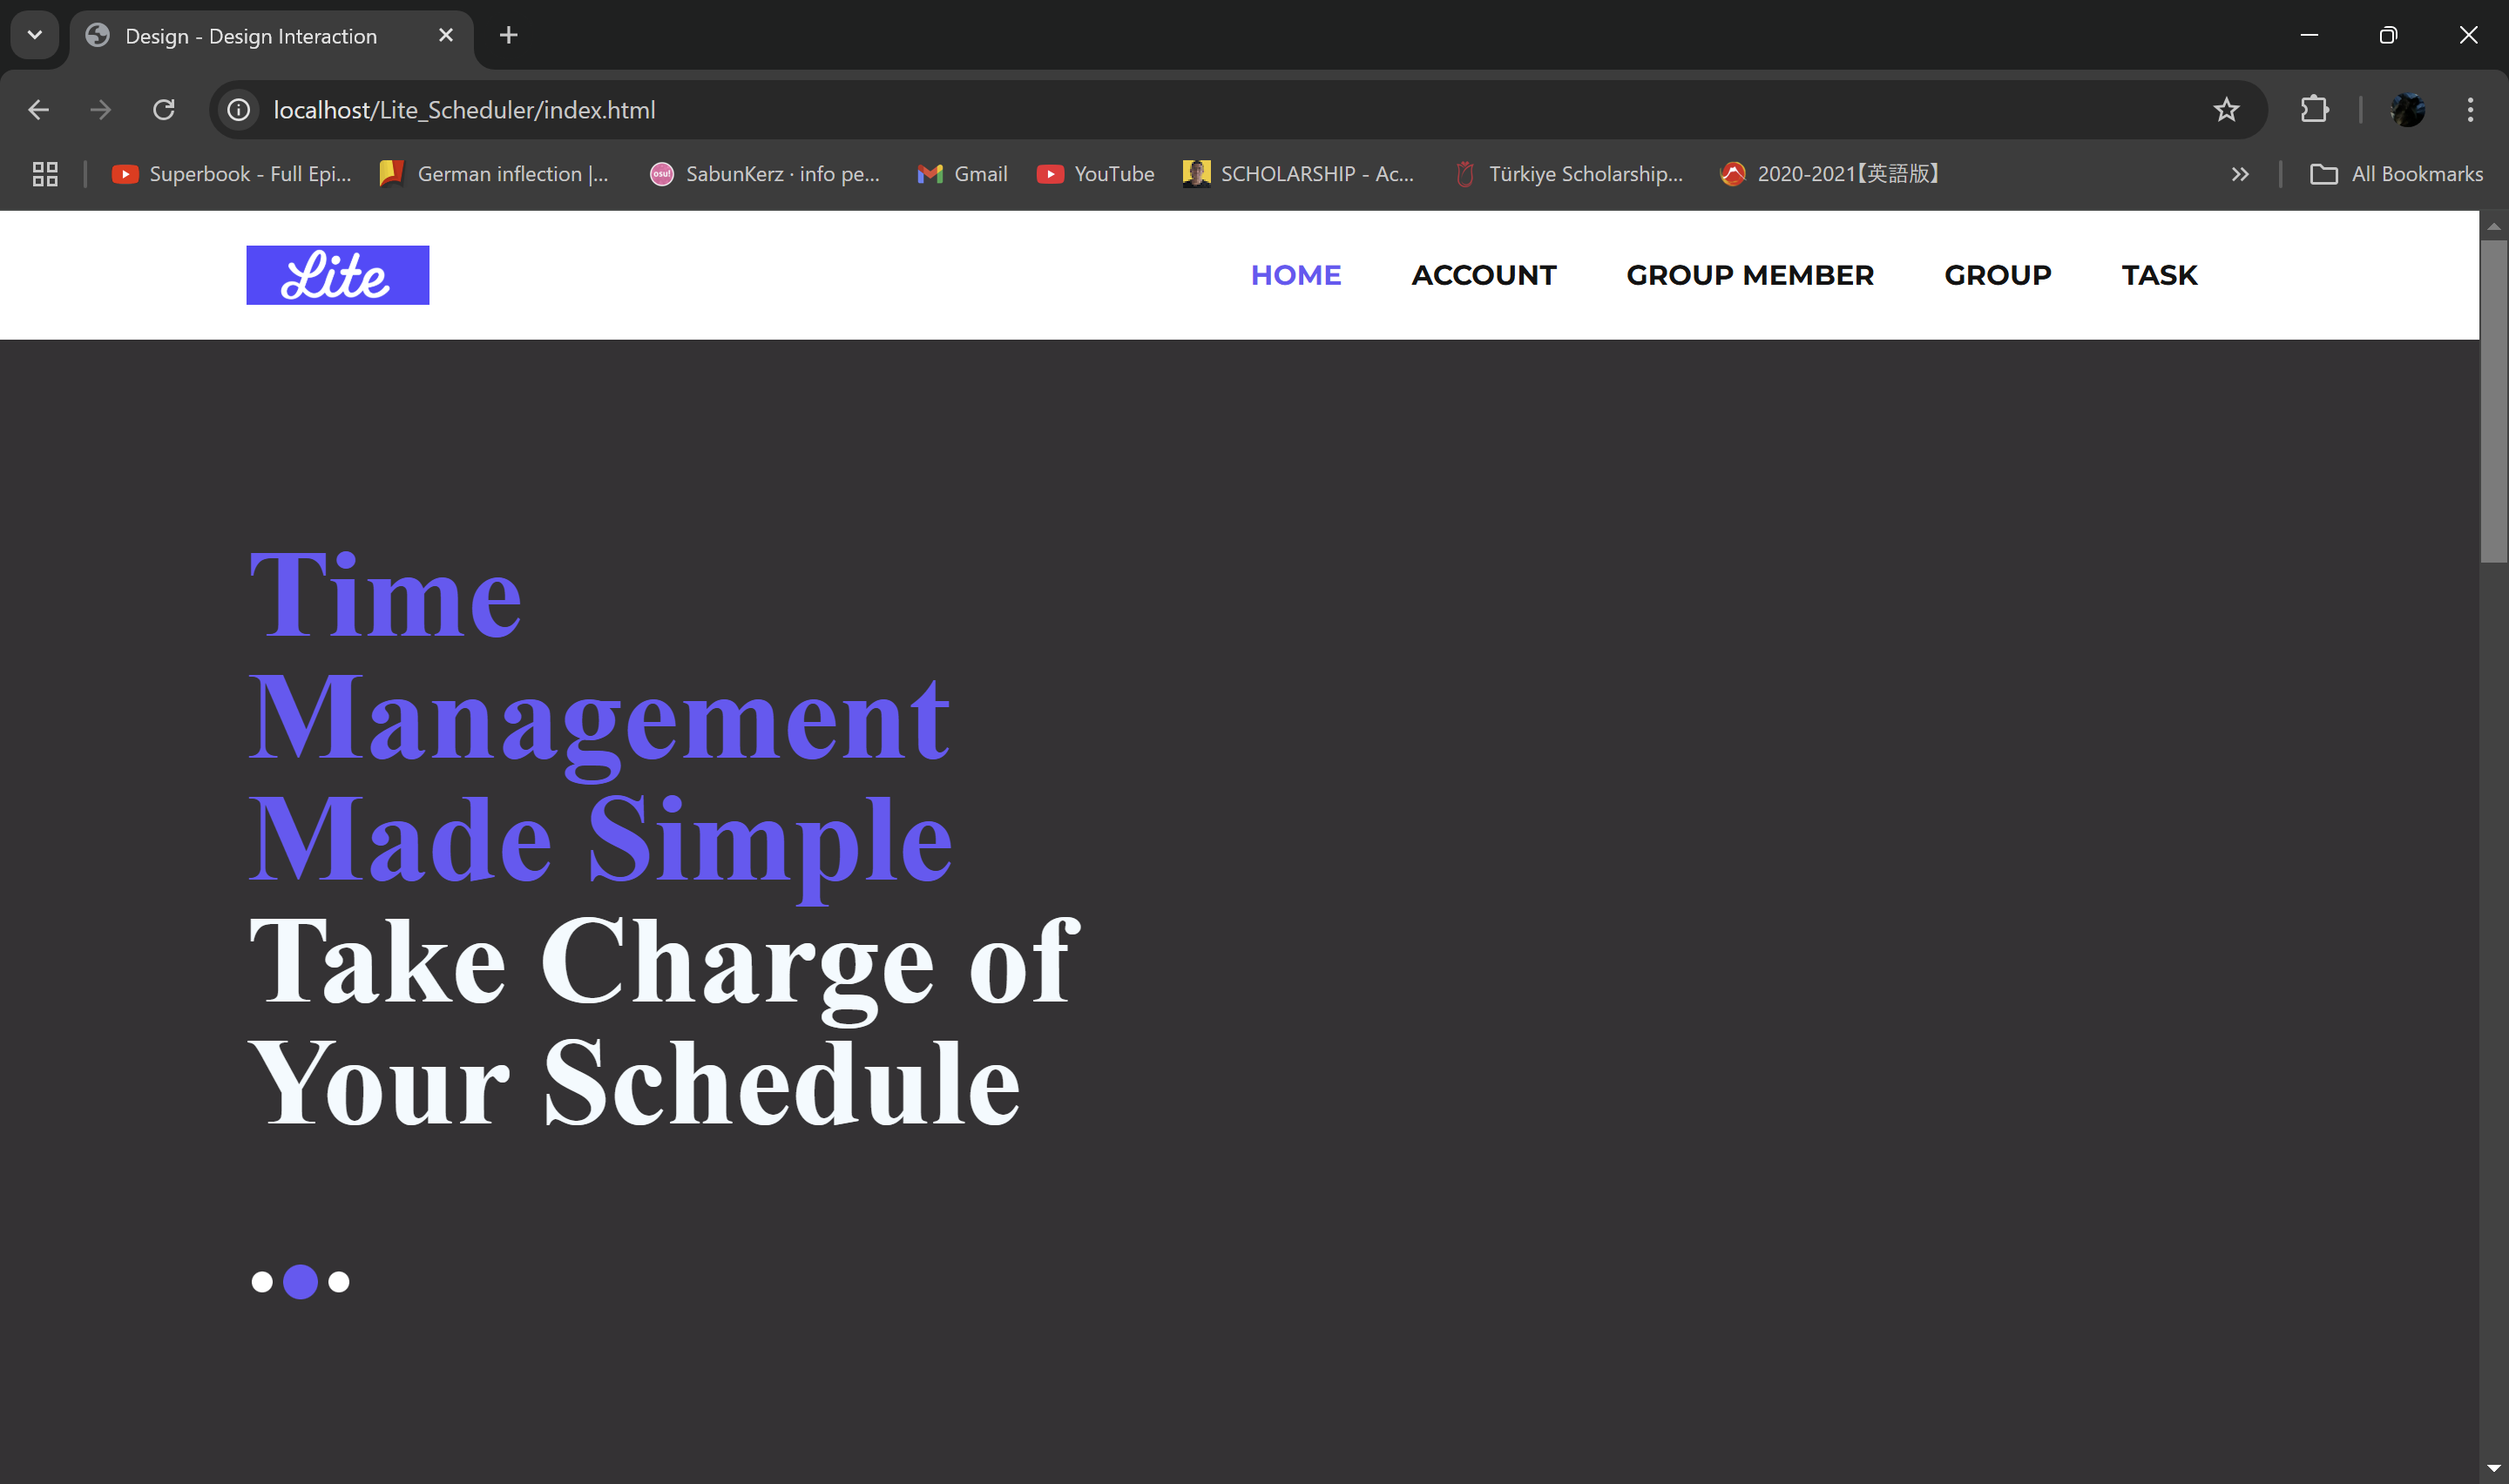 Design - Design Interaction
localhost/Lite_Scheduler/index.html
Superbook - Full Epi... German inflection |... osu! SabunKerz · info pe... Gmail YouTube SCHOLARSHIP - Ac... Türkiye Scholarship... 2020-2021【英語版】 All Bookmarks
Lite HOME ACCOUNT GROUP MEMBER GROUP TASK
Time
Management
Made Simple
Take Charge of
Your Schedule